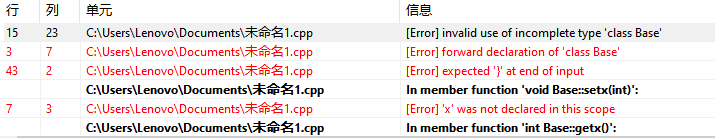 行 列 单元 信息
15 23 C:\Users\Lenovo\Documents\未命名1.cpp [Error] invalid use of incomplete type 'class Base'
3 7 C:\Users\Lenovo\Documents\未命名1.cpp [Error] forward declaration of 'class Base'
43 2 C:\Users\Lenovo\Documents\未命名1.cpp [Error] expected '}' at end of input
C:\Users\Lenovo\Documents\未命名1.cpp In member function 'void Base::setx(int)':
7 3 C:\Users\Lenovo\Documents\未命名1.cpp [Error] 'x' was not declared in this scope
C:\Users\Lenovo\Documents\未命名1.cpp In member function 'int Base::getx()':